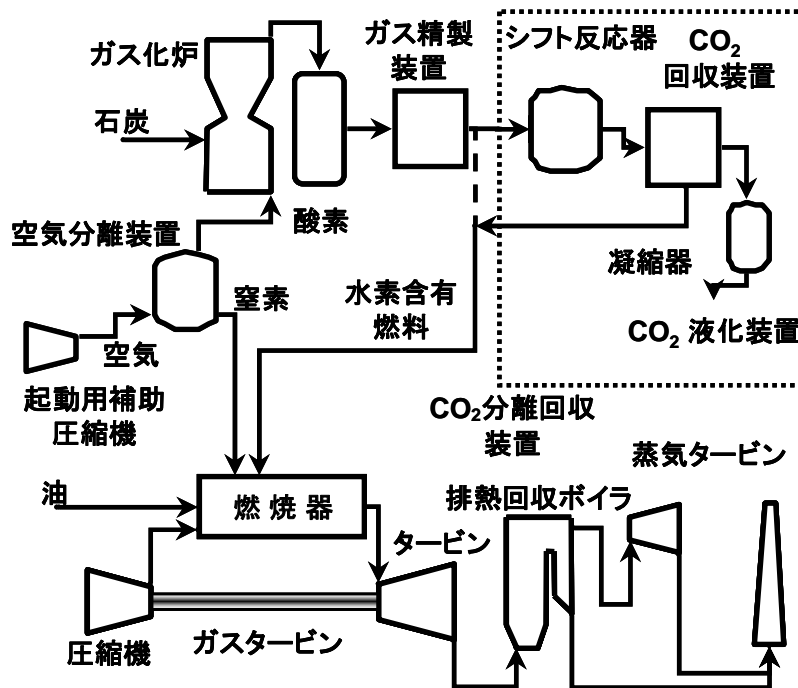 ガス化炉
石炭
ガス精製
装置
シフト反応器
CO2
回収装置
酸素
空気分離装置
窒素
空気
起動用補助
圧縮機
水素含有
燃料
凝縮器
CO2 液化装置
CO2分離回収
装置
油
燃焼器
タービン
排熱回収ボイラ
蒸気タービン
圧縮機
ガスタービン